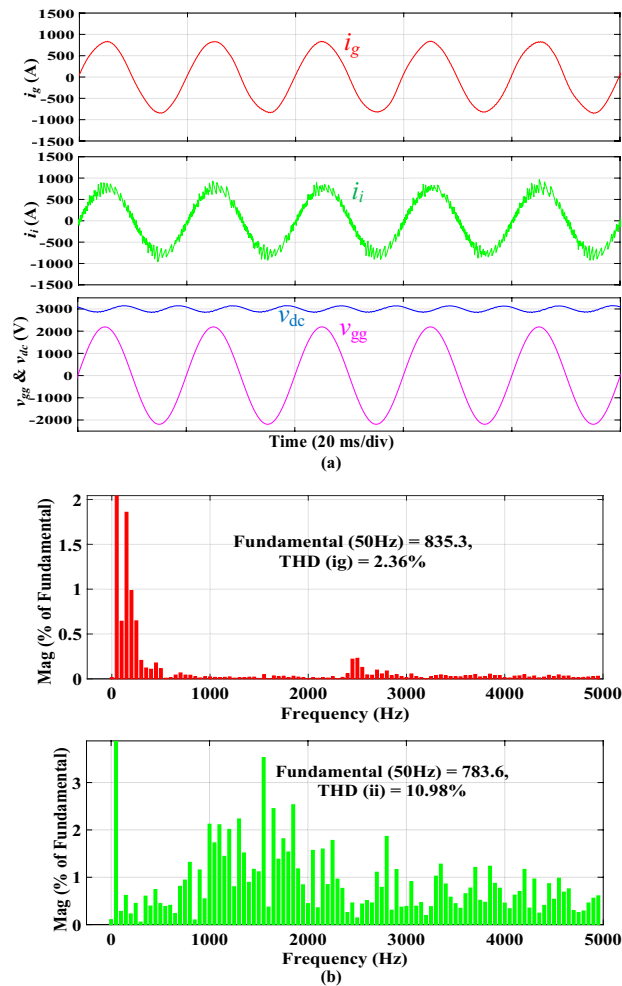 1500
1000
500
0
-500
-1000
-1500
i_g (A)
i_g
1500
1000
500
0
-500
-1000
-1500
i_i (A)
i_i
3000
2000
1000
0
-1000
-2000
v_gg & v_dc (V)
v_dc
v_gg
Time (20 ms/div)
(a)
2
1.5
1
0.5
0
Mag (% of Fundamental)
Fundamental (50Hz) = 835.3,
THD (ig) = 2.36%
0 1000 2000 3000 4000 5000
Frequency (Hz)
3
2
1
0
Mag (% of Fundamental)
Fundamental (50Hz) = 783.6,
THD (ii) = 10.98%
0 1000 2000 3000 4000 5000
Frequency (Hz)
(b)